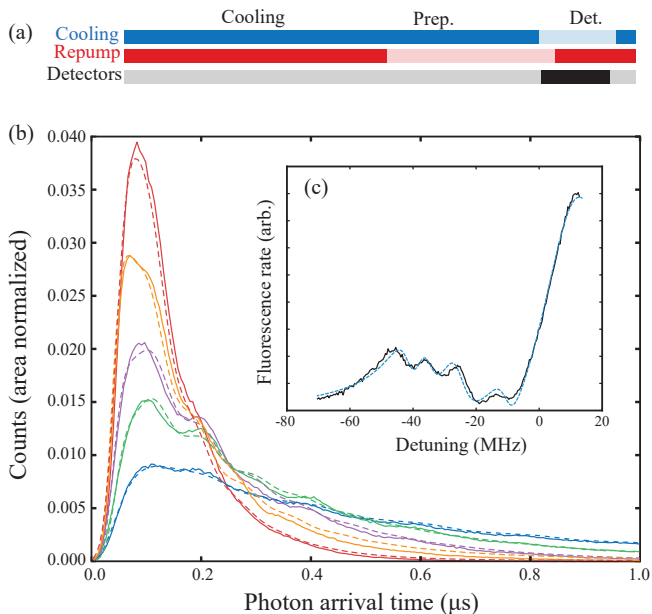 (a)
Cooling Prep. Det.
Cooling
Repump
Detectors
(b)
0.040
0.035
0.030
0.025
0.020
0.015
0.010
0.005
0.000
Counts (area normalized)
0.0 0.2 0.4 0.6 0.8 1.0
Photon arrival time (μs)
(c)
Fluorescence rate (arb.)
-80 -60 -40 -20 0 20
Detuning (MHz)